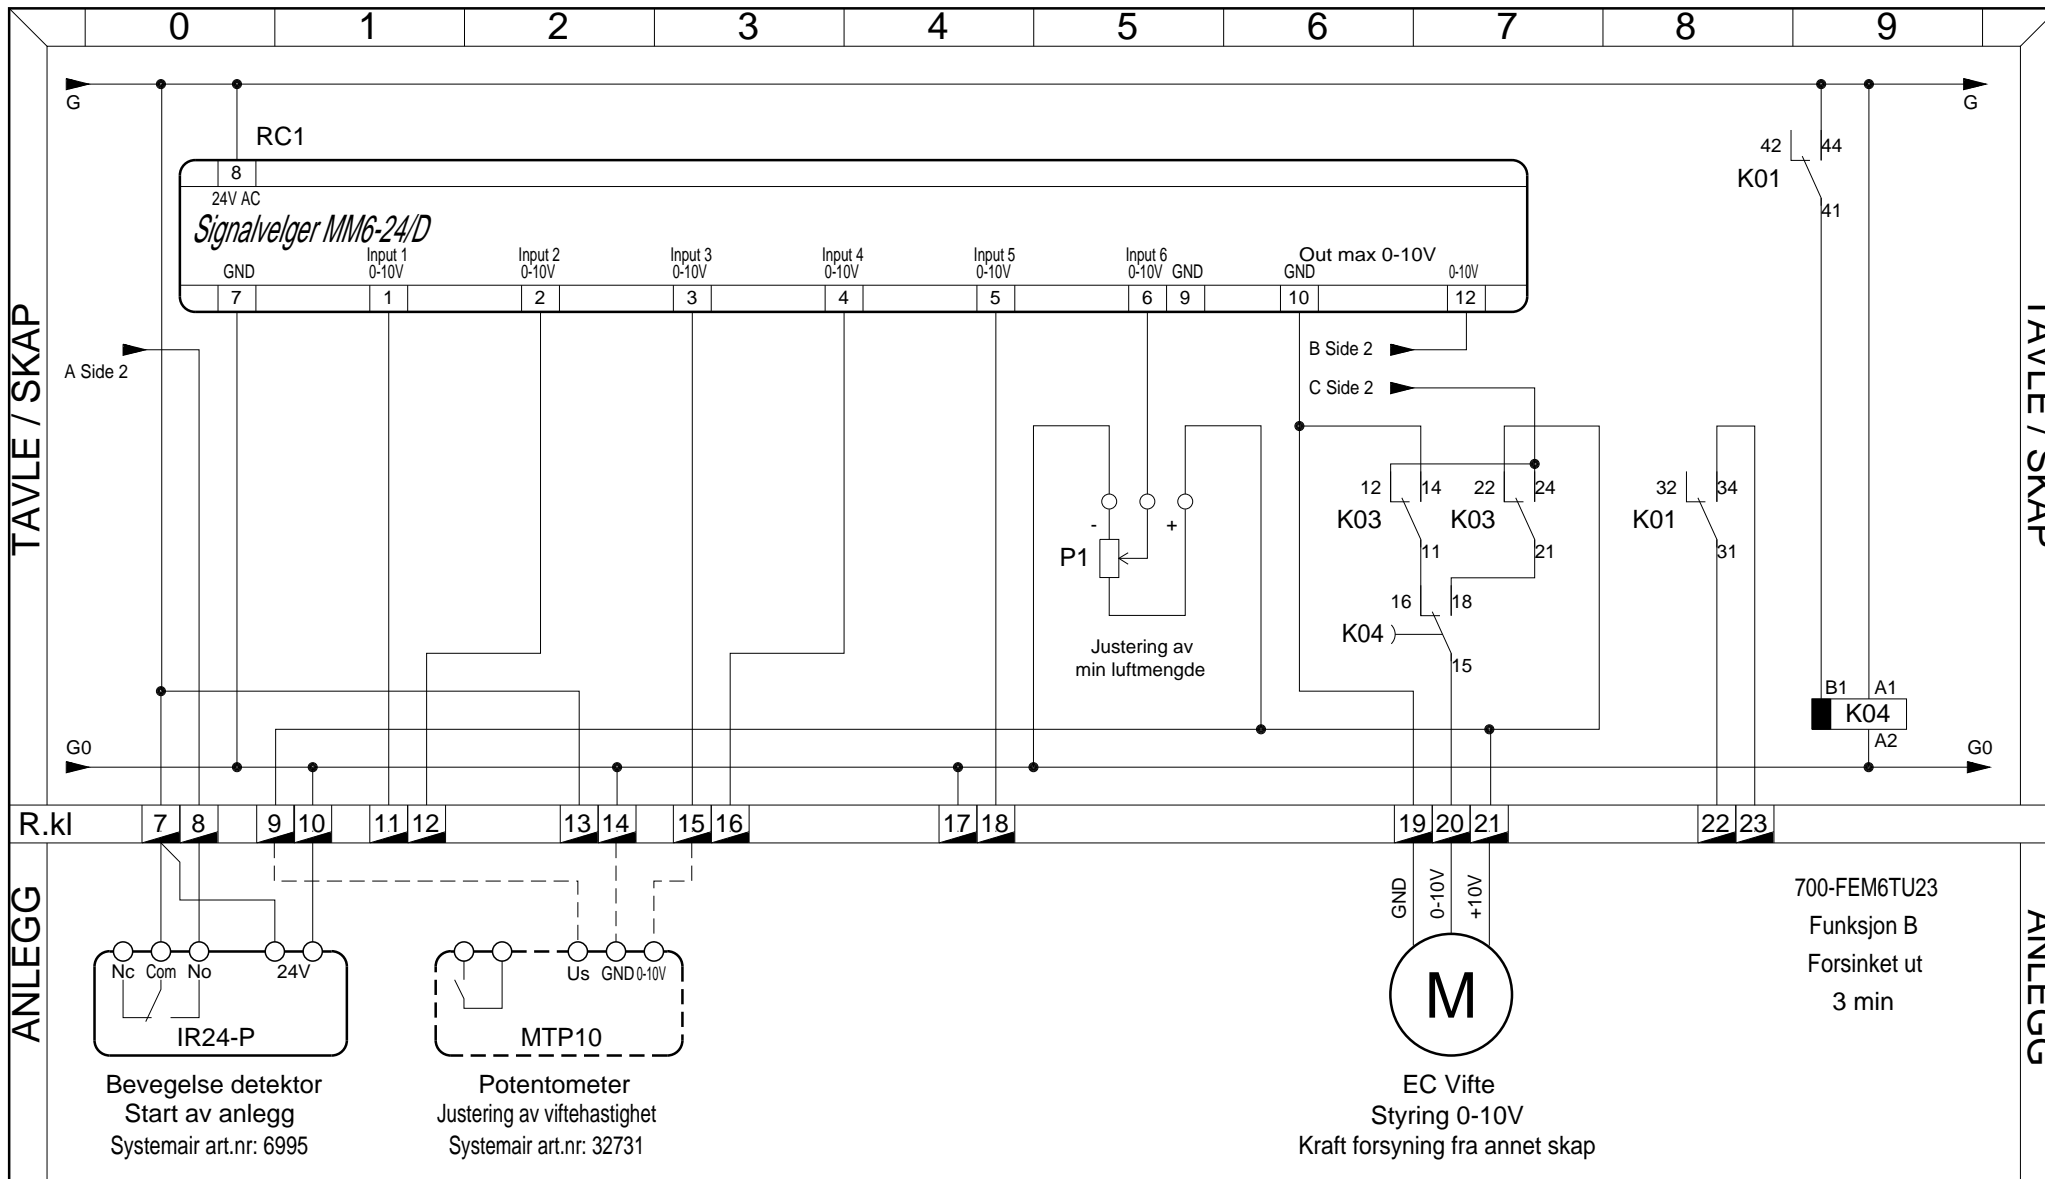 0 1 2 3 4 5 6 7 8 9
G G
RC1
8
24V AC
Signalvelger MM6-24/D
Input 1 Input 2 Input 3 Input 4 Input 5 Input 6 Out max 0-10V
GND 0-10V 0-10V 0-10V 0-10V 0-10V 0-10V GND GND 0-10V
7 1 2 3 4 5 6 9 10 12
42 44
K01
41
A Side 2
B Side 2
C Side 2
TAVLE / SKAP
TAVLE / SKAP
12 14 22 24 32 34
K03 K03 K01
11 21 31
- +
P1
16 18
K04
15
Justering av
min luftmengde
B1 A1
K04
A2
G0 G0
R.kl 7 8 9 10 11 12 13 14 15 16 17 18 19 20 21 22 23
ANLEGG
ANLEGG
GND 0-10V +10V
Nc Com No 24V
IR24-P
Us GND 0-10V
MTP10
M
700-FEM6TU23
Funksjon B
Forsinket ut
3 min
Bevegelse detektor
Start av anlegg
Systemair art.nr: 6995
Potentometer
Justering av viftehastighet
Systemair art.nr: 32731
EC Vifte
Styring 0-10V
Kraft forsyning fra annet skap